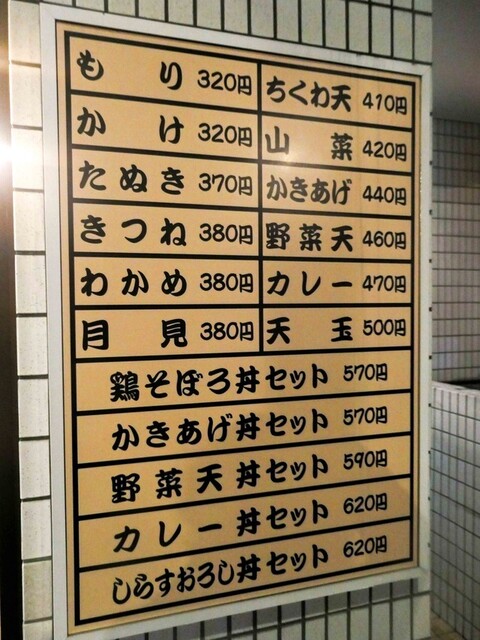 もり 320円
ちくわ天 410円
かけ 320円
山菜 420円
たぬき 370円
かきあげ 440円
きつね 380円
野菜天 460円
わかめ 380円
カレー 470円
月見 380円
天玉 500円
鶏そぼろ丼セット 570円
かきあげ丼セット 570円
野菜天丼セット 590円
カレー丼セット 620円
しらすおろし丼セット 620円